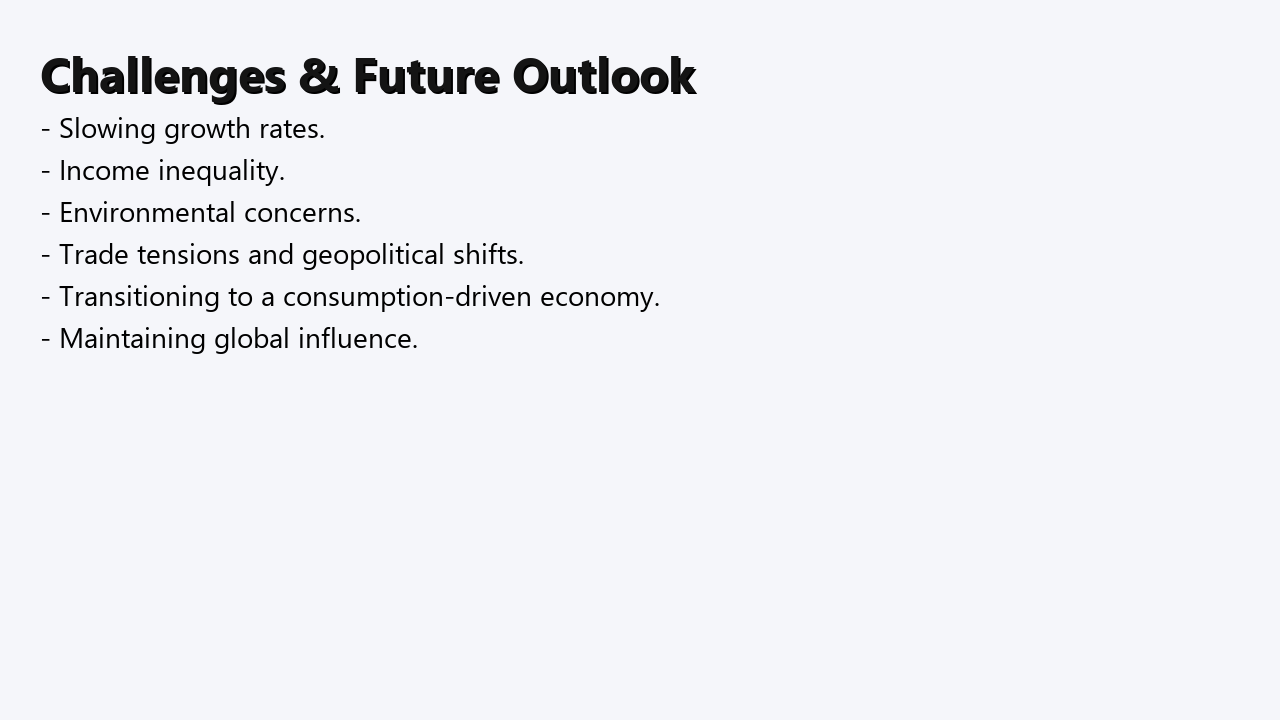 Challenges & Future Outlook
- Slowing growth rates.
- Income inequality.
- Environmental concerns.
- Trade tensions and geopolitical shifts.
- Transitioning to a consumption-driven economy.
- Maintaining global influence.